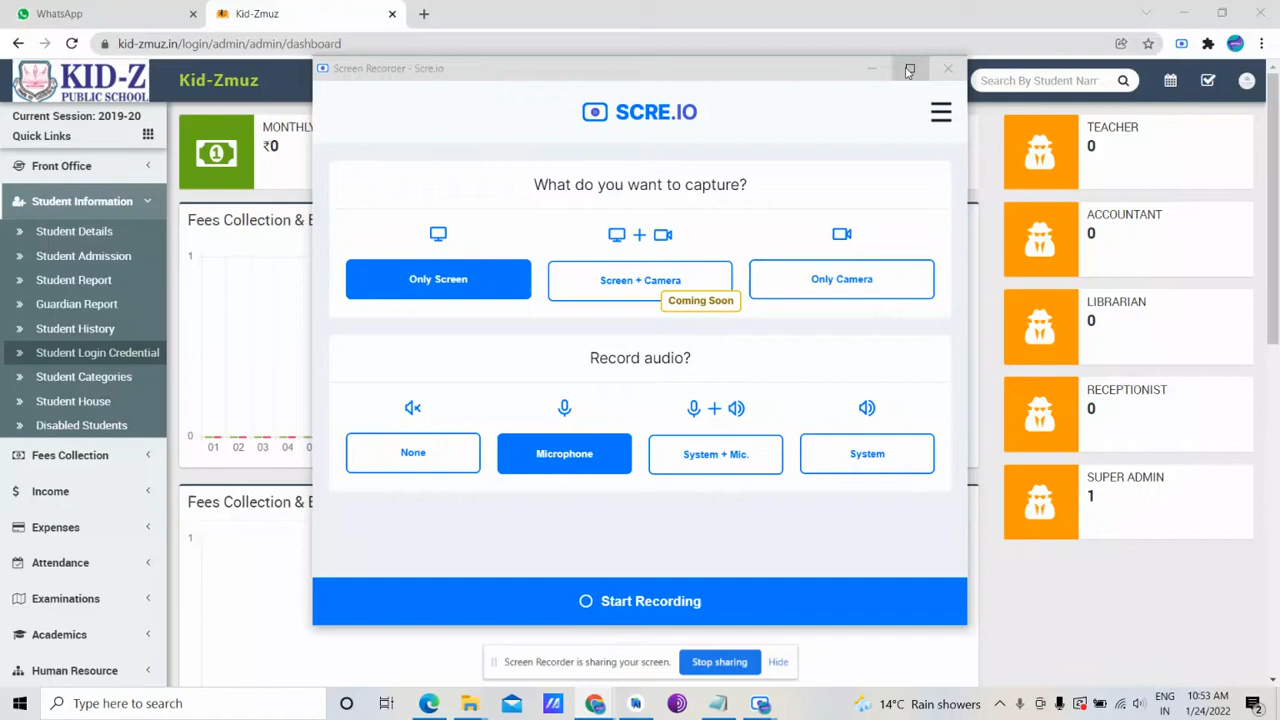 WhatsApp
Kid-Zmuz
kid-zmuz.in/login/admin/admin/dashboard
KID-Z
PUBLIC SCHOOL
Kid-Zmuz
Search By Student Nam
Current Session: 2019-20
Quick Links
Front Office
Student Information
Student Details
Student Admission
Student Report
Guardian Report
Student History
Student Login Credential
Student Categories
Student House
Disabled Students
Fees Collection
Income
Expenses
Attendance
Examinations
Academics
Human Resource
MONTHLY
₹0
Fees Collection & E
1
0
01 02 03 04
Fees Collection & E
1
Screen Recorder - Scre.io
SCRE.IO
What do you want to capture?
Only Screen
Screen + Camera
Only Camera
Coming Soon
Record audio?
None
Microphone
System + Mic.
System
Start Recording
Screen Recorder is sharing your screen.
Stop sharing
Hide
TEACHER
0
ACCOUNTANT
0
LIBRARIAN
0
RECEPTIONIST
0
SUPER ADMIN
1
Type here to search
14°C Rain showers
ENG
IN
10:53 AM
1/24/2022
2